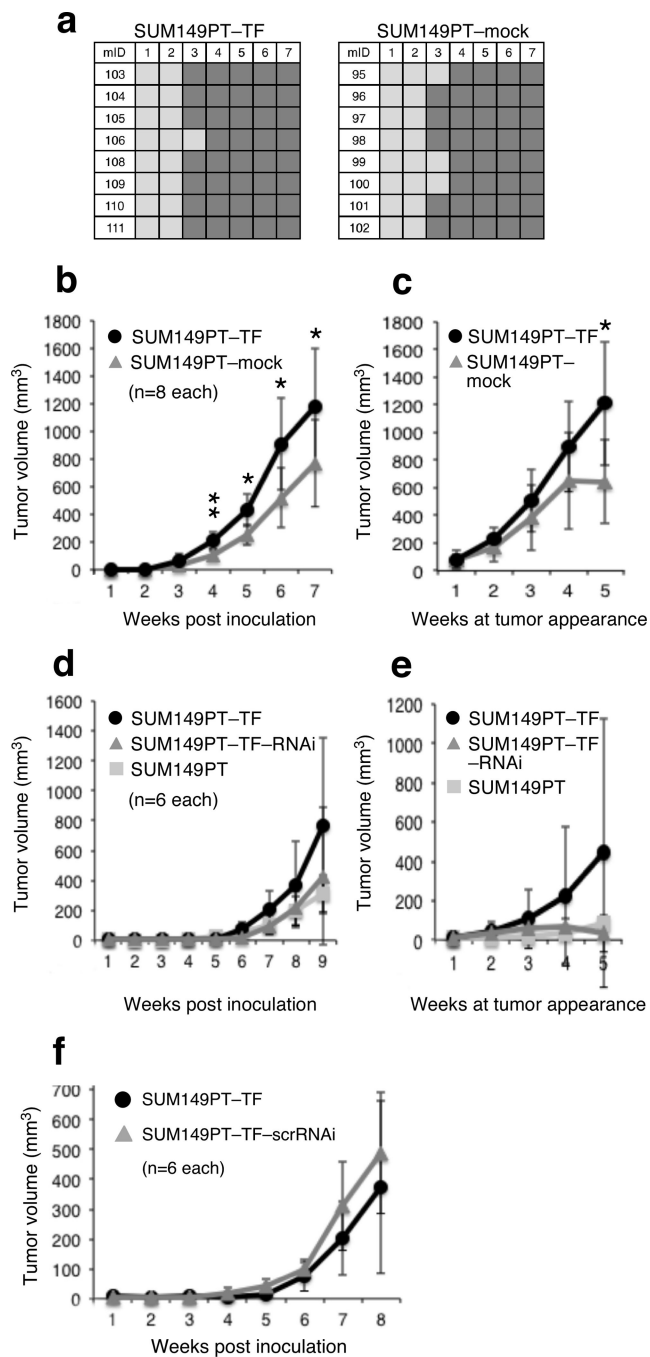 a
SUM149PT–TF
mID 1 2 3 4 5 6 7
103
104
105
106
108
109
110
111
SUM149PT–mock
mID 1 2 3 4 5 6 7
95
96
97
98
99
100
101
102
b
Tumor volume (mm³)
1800
1600
1400
1200
1000
800
600
400
200
0
SUM149PT–TF
SUM149PT–mock
(n=8 each)
**
*
*
*
1 2 3 4 5 6 7
Weeks post inoculation
c
Tumor volume (mm³)
1800
1600
1400
1200
1000
800
600
400
200
0
SUM149PT–TF
SUM149PT–
mock
*
1 2 3 4 5
Weeks at tumor appearance
d
Tumor volume (mm³)
1600
1400
1200
1000
800
600
400
200
0
SUM149PT–TF
SUM149PT–TF–RNAi
SUM149PT
(n=6 each)
1 2 3 4 5 6 7 8 9
Weeks post inoculation
e
Tumor volume (mm³)
1200
1000
800
600
400
200
0
SUM149PT–TF
SUM149PT–TF
–RNAi
SUM149PT
1 2 3 4 5
Weeks at tumor appearance
f
Tumor volume (mm³)
700
600
500
400
300
200
100
0
SUM149PT–TF
SUM149PT–TF–scrRNAi
(n=6 each)
1 2 3 4 5 6 7 8
Weeks post inoculation